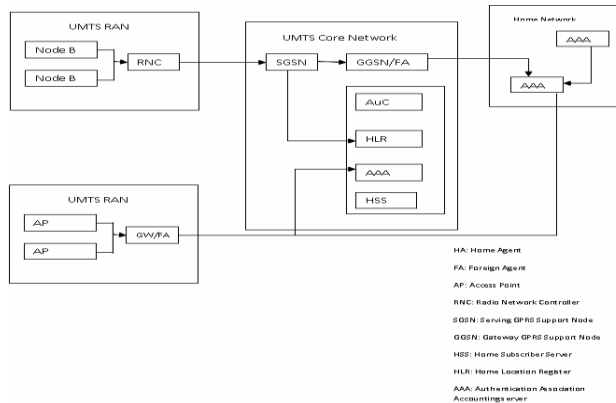 UMTS RAN
Node B
Node B
RNC
UMTS Core Network
SGSN
GGSN/FA
AuC
HLR
AAA
HSS
Home Network
AAA
AAA
UMTS RAN
AP
AP
GW/FA
HA: Home Agent
FA: Foreign Agent
AP: Access Point
RNC: Radio Network Controller
SGSN: Serving GPRS Support Node
GGSN: Gateway GPRS Support Node
HSS: Home Subscriber Server
HLR: Home Location Register
AAA: Authentication Association
Accountingserver